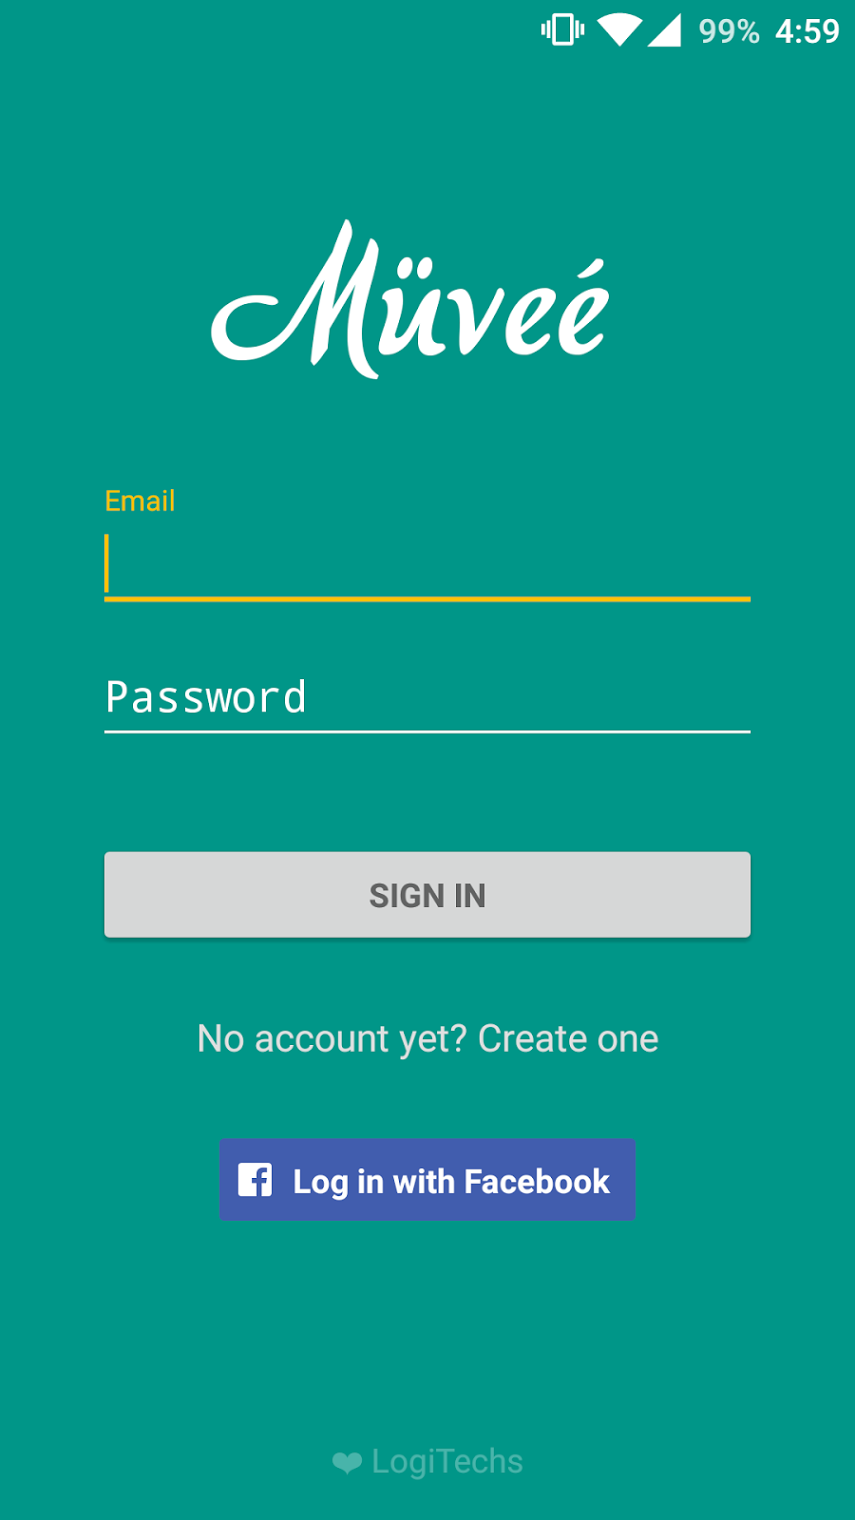 99% 4:59
Müveé
Email
Password
SIGN IN
No account yet? Create one
Log in with Facebook
❤ LogiTechs